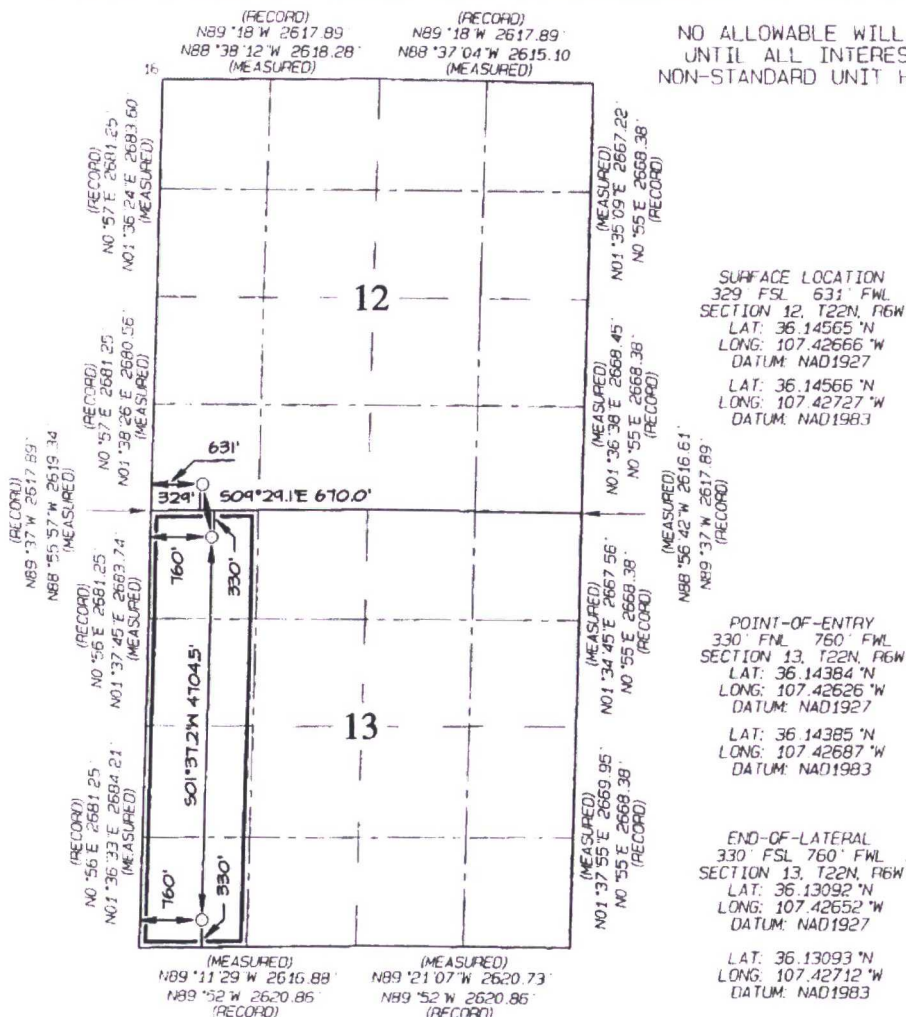 (RECORD)
N89°18'W 2617.89'
N88°38'12"W 2618.28'
(MEASURED)
(RECORD)
N89°18'W 2617.89'
N88°37'04"W 2615.10'
(MEASURED)
NO ALLOWABLE WILL
UNTIL ALL INTERES
NON-STANDARD UNIT H
16
(RECORD)
N0°57'E 2681.25'
N01°36'24"E 2683.60'
(MEASURED)
(MEASURED)
N01°35'09"E 2667.22'
N0°55'E 2668.38'
(RECORD)
12
SURFACE LOCATION
329' FSL 631' FWL
SECTION 12, T22N, R6W
LAT: 36.14565°N
LONG: 107.42666°W
DATUM: NAD1927
LAT: 36.14566°N
LONG: 107.42727°W
DATUM: NAD1983
(RECORD)
N0°57'E 2681.25'
N01°38'26"E 2680.56'
(MEASURED)
(MEASURED)
N01°36'38"E 2668.45'
N0°55'E 2668.38'
(RECORD)
631'
329'
S09°29.1'E 670.0'
(RECORD)
N89°37'W 2617.89'
N88°55'57"W 2619.34'
(MEASURED)
(MEASURED)
N88°56'42"W 2616.61'
N89°37'W 2617.89'
(RECORD)
760'
330'
(RECORD)
N0°56'E 2681.25'
N01°37'45"E 2683.74'
(MEASURED)
(MEASURED)
N01°34'45"E 2667.56'
N0°55'E 2668.38'
(RECORD)
POINT-OF-ENTRY
330' FNL 760' FWL
SECTION 13, T22N, R6W
LAT: 36.14384°N
LONG: 107.42626°W
DATUM: NAD1927
LAT: 36.14385°N
LONG: 107.42687°W
DATUM: NAD1983
S01°37.2'W 4704.5'
13
(RECORD)
N0°56'E 2681.25'
N01°36'33"E 2684.21'
(MEASURED)
(MEASURED)
N01°37'55"E 2669.95'
N0°55'E 2668.38'
(RECORD)
760'
330'
END-OF-LATERAL
330' FSL 760' FWL
SECTION 13, T22N, R6W
LAT: 36.13092°N
LONG: 107.42652°W
DATUM: NAD1927
LAT: 36.13093°N
LONG: 107.42712°W
DATUM: NAD1983
(MEASURED)
N89°11'29"W 2616.88'
N89°52'W 2620.86'
(RECORD)
(MEASURED)
N89°21'07"W 2620.73'
N89°52'W 2620.86'
(RECORD)